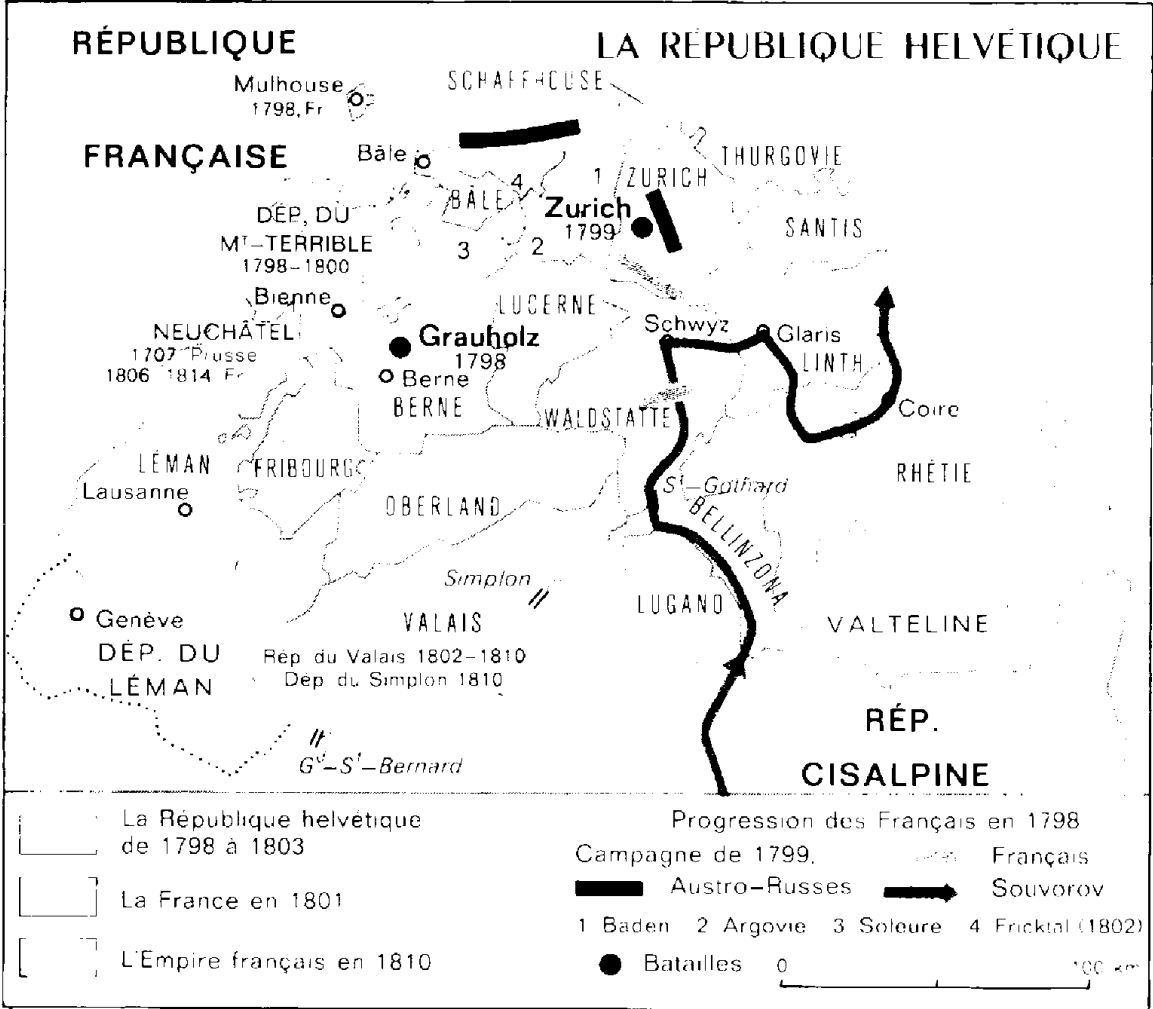 RÉPUBLIQUE
LA RÉPUBLIQUE HELVÉTIQUE
Mulhouse
1798, Fr
SCHAFFHOUSE
FRANÇAISE
Bâle
THURGOVIE
4
1
ZURICH
BÂLE
Zurich
1799
DÉP. DU
MT-TERRIBLE
1798-1800
3
2
SANTIS
Bienne
LUCERNE
NEUCHÂTEL
1707 Prusse
1806 1814 Fr
Grauholz
1798
Schwyz
Glaris
LINTH
Berne
BERNE
WALDSTATTE
Coire
LÉMAN
FRIBOURG
RHÉTIE
Lausanne
OBERLAND
St-Gothard
BELLINZONA
Simplon
LUGANO
Genève
VALAIS
VALTELINE
DÉP. DU
LÉMAN
Rép du Valais 1802-1810
Dép du Simplon 1810
RÉP.
CISALPINE
Gd-St-Bernard
La République helvétique
de 1798 à 1803
La France en 1801
L'Empire français en 1810
Progression des Français en 1798
Campagne de 1799,
Français
Austro-Russes
Souvorov
1 Baden 2 Argovie 3 Soleure 4 Fricktal (1802)
Batailles
0
100 km